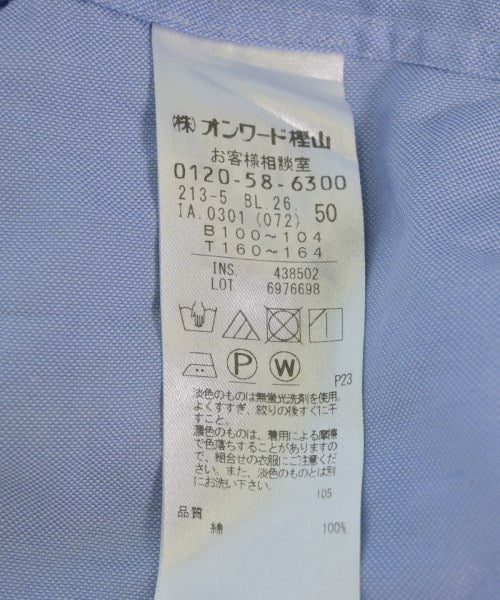 (株)オンワード樫山
お客様相談室
0120-58-6300
213-5 BL.26. 50
IA.0301(072)
B100～104
T160～164
INS. 438502
LOT 6976698
P W
P23
淡色のものは無蛍光洗剤を使用。
よくすすぎ、絞りの後すぐに干
すこと。
濃色のものは、着用による摩擦
で色落ちすることがありますの
で、組合せの衣服にご注意下
さい。また、淡色のものとは別
にお洗い下さい。
105
品質
綿 100%